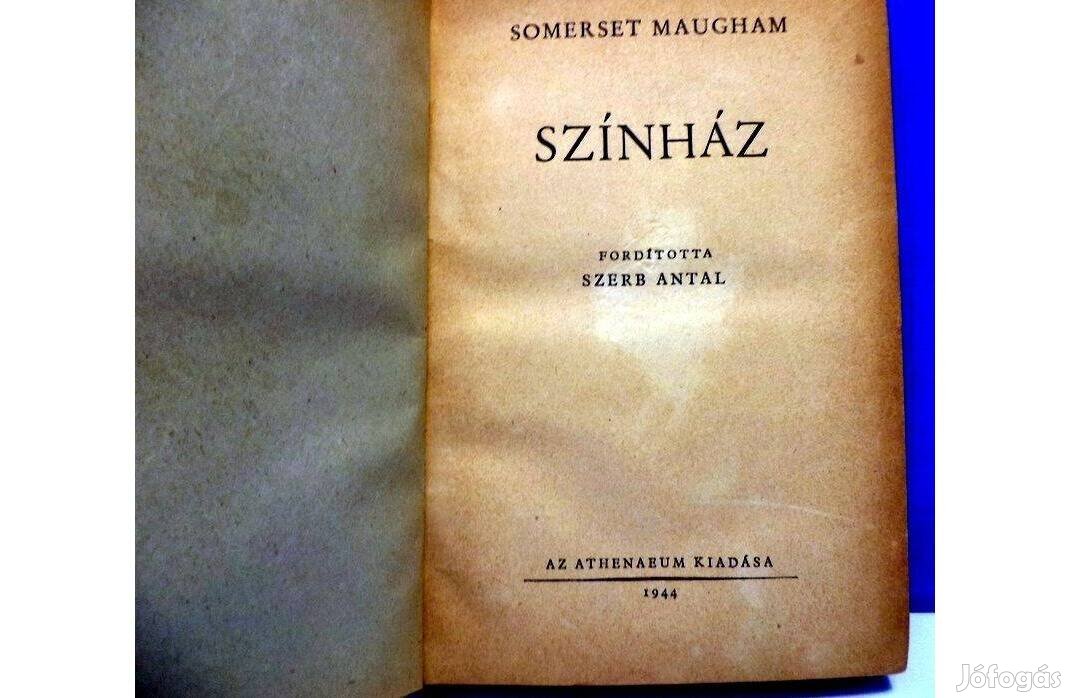 SOMERSET MAUGHAM
SZÍNHÁZ
FORDÍTOTTA
SZERB ANTAL
AZ ATHENAEUM KIADÁSA
1944
Jófogás